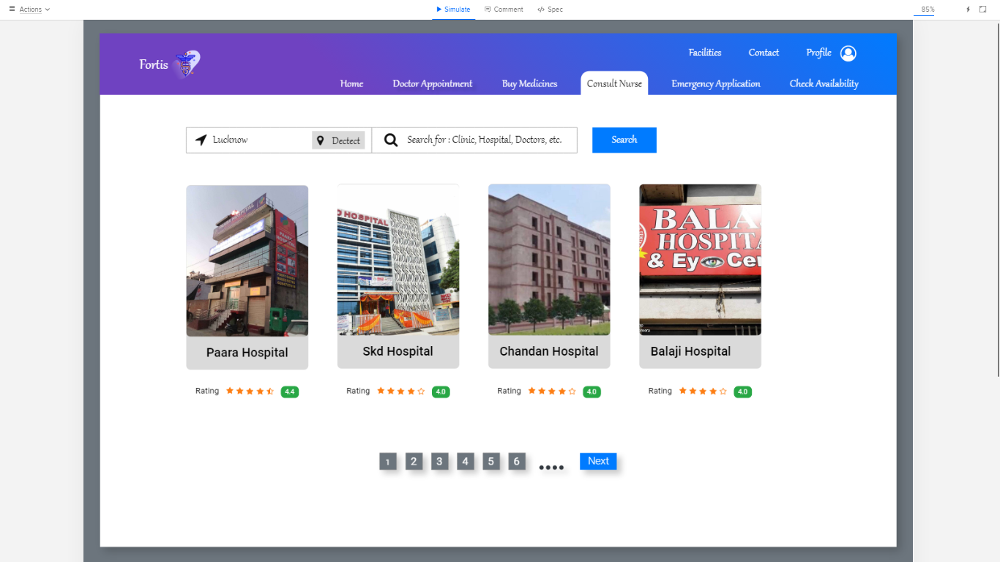 Actions
Simulate
Comment
</> Spec
85%
Facilities
Contact
Profile
Fortis
Home
Doctor Appointment
Buy Medicines
Consult Nurse
Emergency Application
Check Availability
Lucknow
Dectect
Search for : Clinic, Hospital, Doctors, etc.
Search
PAARA HOSPITAL
D HOSPITAL
BALA
HOSPITA
& Ey Cen
Paara Hospital
Skd Hospital
Chandan Hospital
Balaji Hospital
Rating 4.4
Rating 4.0
Rating 4.0
Rating 4.0
1 2 3 4 5 6 .... Next